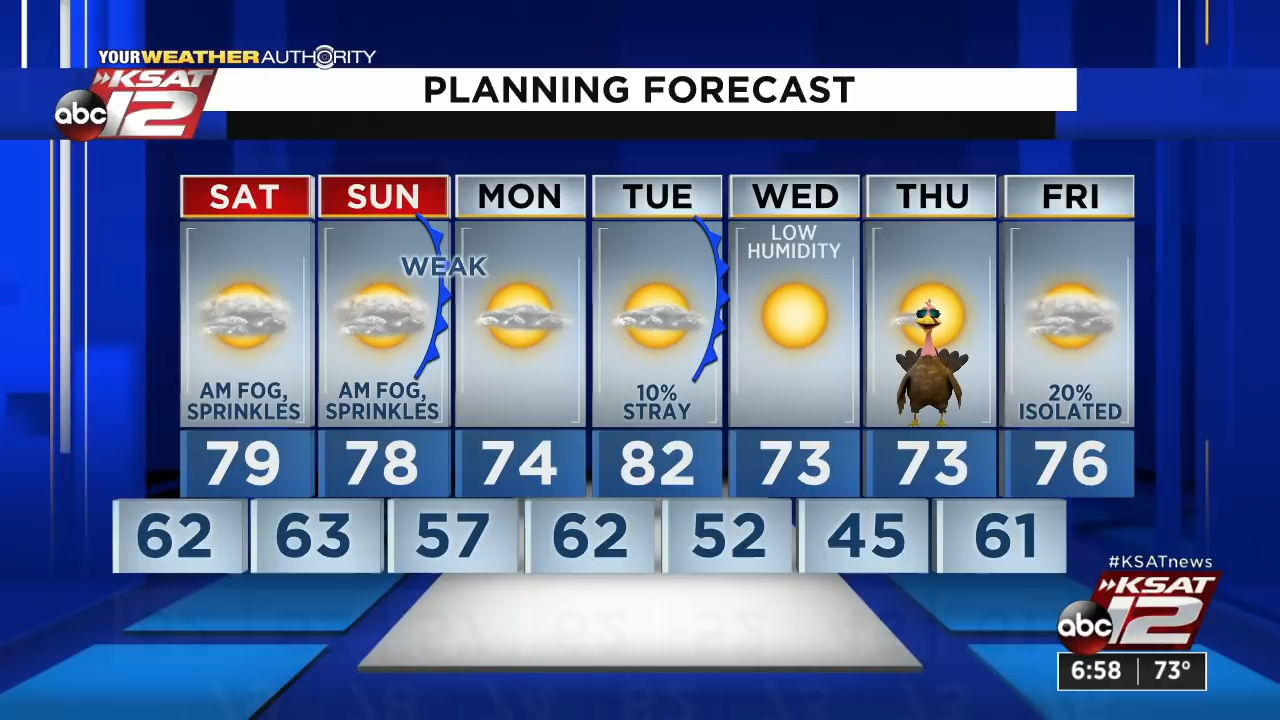 YOURWEATHERAUTHORITY
KSAT
abc 12
PLANNING FORECAST
SAT SUN MON TUE WED THU FRI
LOW
HUMIDITY
WEAK
AM FOG,
SPRINKLES
AM FOG,
SPRINKLES
10%
STRAY
20%
ISOLATED
79 78 74 82 73 73 76
62 63 57 62 52 45 61
#KSATnews
KSAT
abc 12
6:58 73°